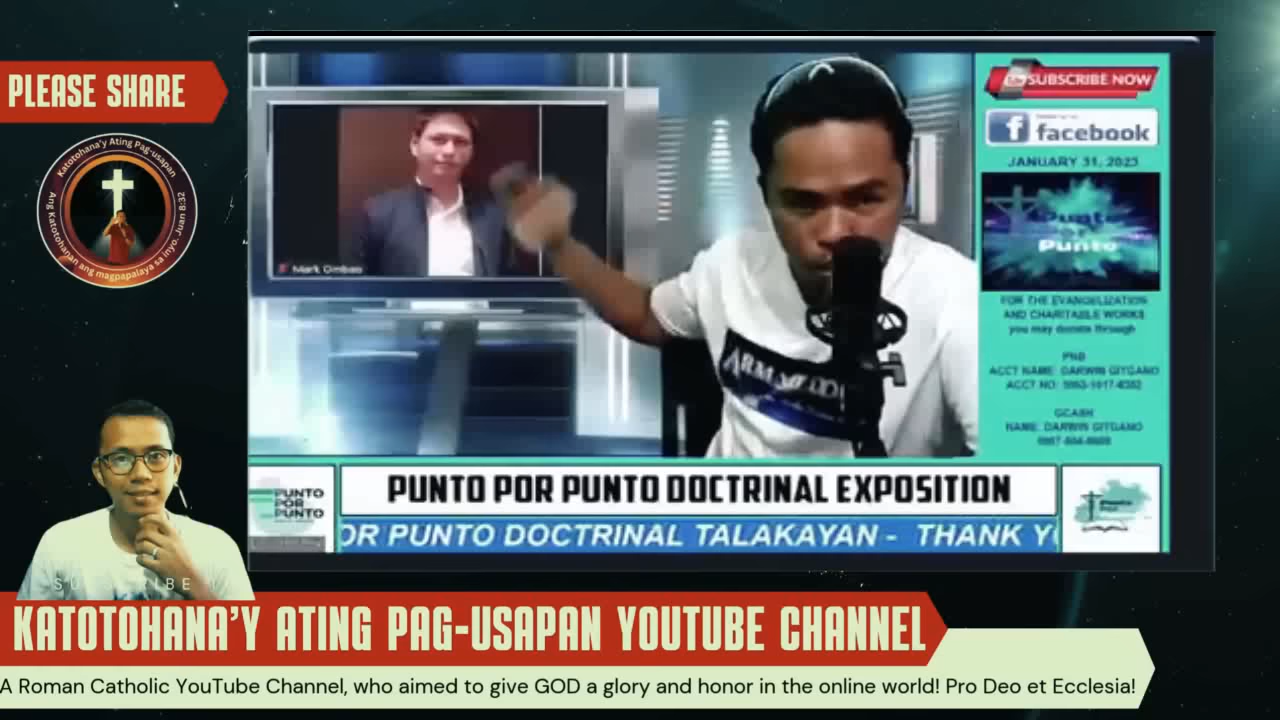 PLEASE SHARE
Katotohana'y Ating Pag-usapan
Ang Katotohanan ang magpapalaya sa inyo. Juan 8:32
SUBSCRIBE NOW
facebook
JANUARY 31, 2023
Punto
Punto
FOR THE EVANGELIZATION
AND CHARITABLE WORKS
you may donate through
PNB
ACCT NAME: DARWIN GITGANO
ACCT NO:
GCASH
NAME: DARWIN GITGANO
Mark
PUNTO
POR
PUNTO
PUNTO POR PUNTO DOCTRINAL EXPOSITION
OR PUNTO DOCTRINAL TALAKAYAN - THANK Y
KATOTOHANA'Y ATING PAG-USAPAN YOUTUBE CHANNEL
A Roman Catholic YouTube Channel, who aimed to give GOD a glory and honor in the online world! Pro Deo et Ecclesia!